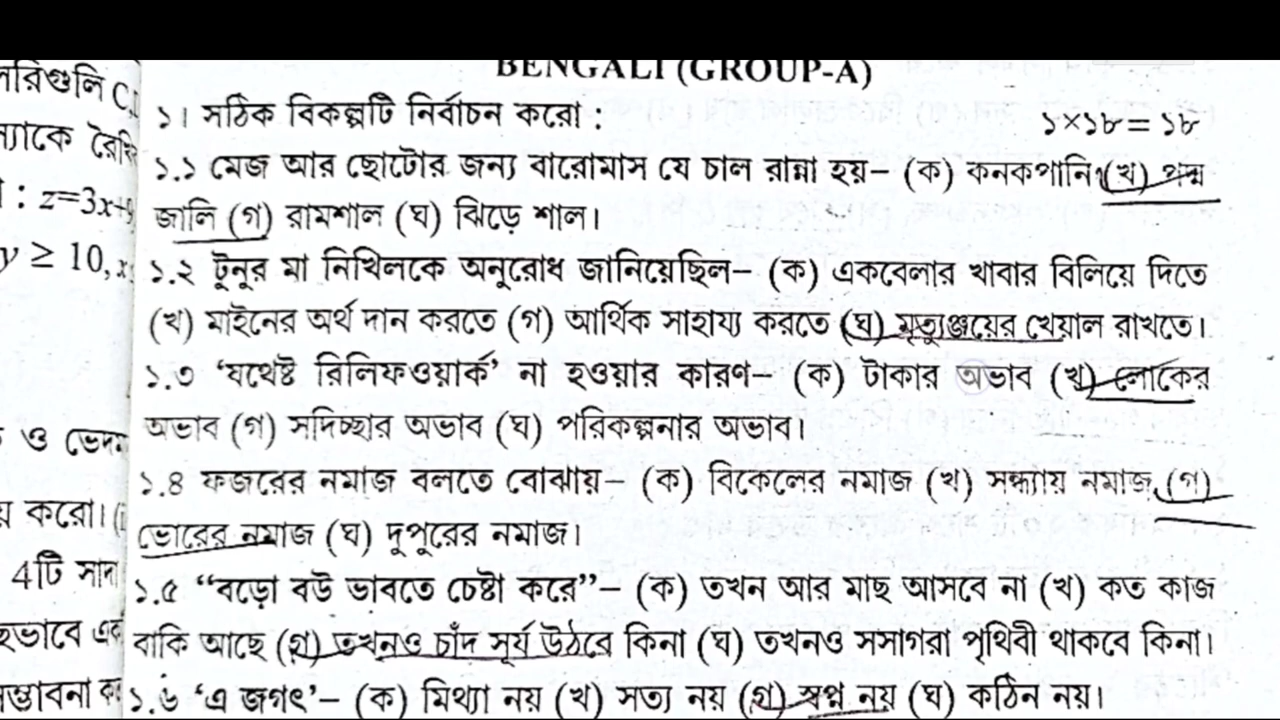 BENGALI (GROUP-A)
১। সঠিক বিকল্পটি নির্বাচন করো : ১×১৮= ১৮
১.১ মেজ আর ছোটোর জন্য বারোমাস যে চাল রান্না হয়– (ক) কনকপানি (খ) পদ্ম
জালি (গ) রামশাল (ঘ) ঝিড়ে শাল।
১.২ টুনুর মা নিখিলকে অনুরোধ জানিয়েছিল– (ক) একবেলার খাবার বিলিয়ে দিতে
(খ) মাইনের অর্থ দান করতে (গ) আর্থিক সাহায্য করতে (ঘ) মৃত্যুঞ্জয়ের খেয়াল রাখতে।
১.৩ ‘যথেষ্ট রিলিফওয়ার্ক’ না হওয়ার কারণ– (ক) টাকার অভাব (খ) লোকের
অভাব (গ) সদিচ্ছার অভাব (ঘ) পরিকল্পনার অভাব।
১.৪ ফজরের নমাজ বলতে বোঝায়– (ক) বিকেলের নমাজ (খ) সন্ধ্যায় নমাজ (গ)
ভোরের নমাজ (ঘ) দুপুরের নমাজ।
১.৫ “বড়ো বউ ভাবতে চেষ্টা করে”– (ক) তখন আর মাছ আসবে না (খ) কত কাজ
বাকি আছে (গ) তখনও চাঁদ সূর্য উঠবে কিনা (ঘ) তখনও সসাগরা পৃথিবী থাকবে কিনা।
১.৬ ‘এ জগৎ’– (ক) মিথ্যা নয় (খ) সত্য নয় (গ) স্বপ্ন নয় (ঘ) কঠিন নয়।
: z=3x+
y ≥ 10, x
ও ভেদ
করো।
4টি